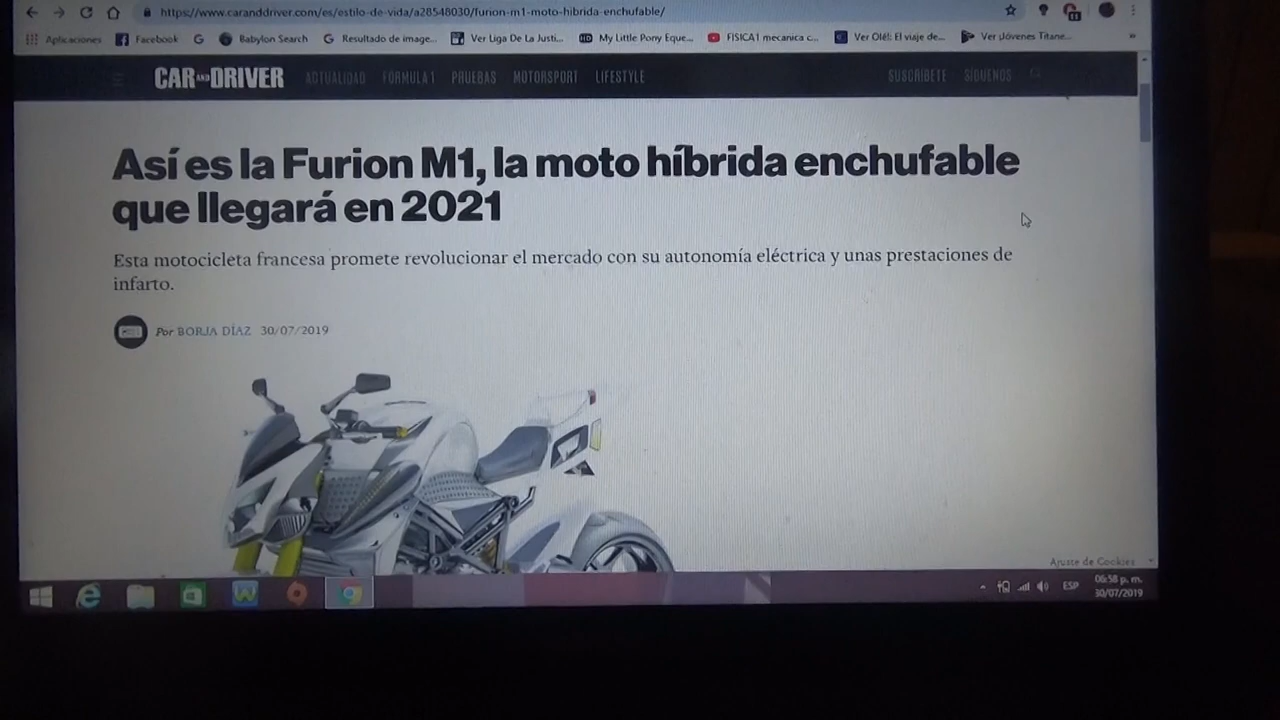 https://www.caranddriver.com/es/estilo-de-vida/a28548030/furion-m1-moto-hibrida-enchufable/
Aplicaciones Facebook Babylon Search Resultado de image... Ver Liga De La Justi... My Little Pony Eque... FISICA1 mecanica c... Ver Olé!: El viaje de... Ver Jóvenes Titane... »
CAR AND DRIVER ACTUALIDAD FÓRMULA 1 PRUEBAS MOTORSPORT LIFESTYLE SUSCRÍBETE SÍGUENOS
Así es la Furion M1, la moto híbrida enchufable
que llegará en 2021
Esta motocicleta francesa promete revolucionar el mercado con su autonomía eléctrica y unas prestaciones de
infarto.
Por BORJA DÍAZ 30/07/2019
Ajuste de Cookies
ESP 06:58 p. m.
30/07/2019